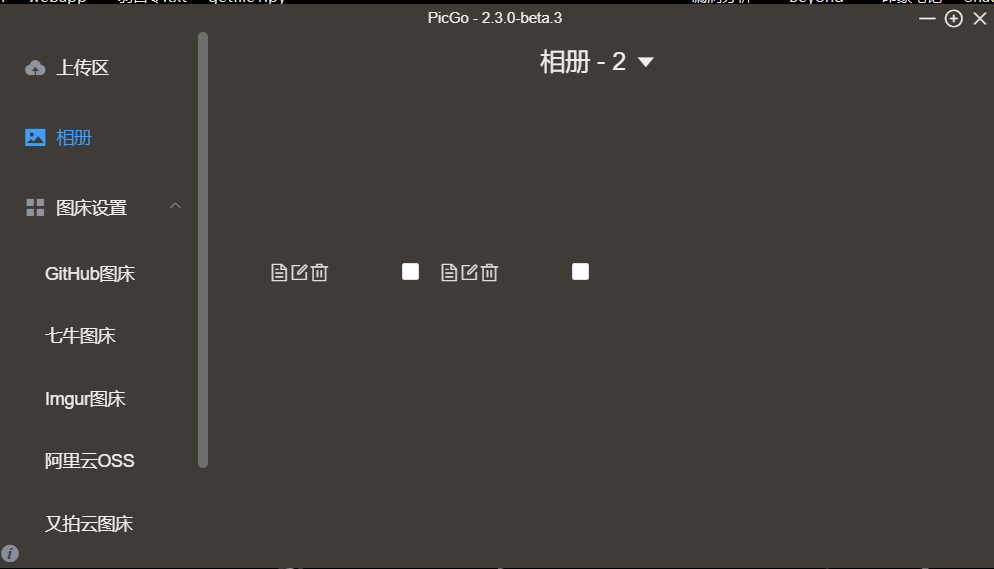 PicGo - 2.3.0-beta.3
上传区
相册 - 2
相册
图床设置
GitHub图床
七牛图床
Imgur图床
阿里云OSS
又拍云图床